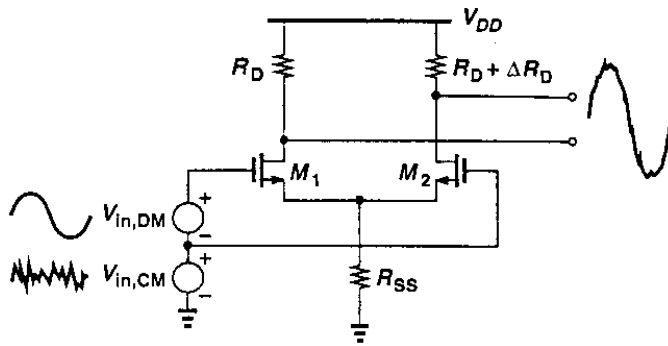 V_DD
R_D
R_D + ΔR_D
M_1
M_2
V_in,DM
+
−
V_in,CM
+
−
R_SS